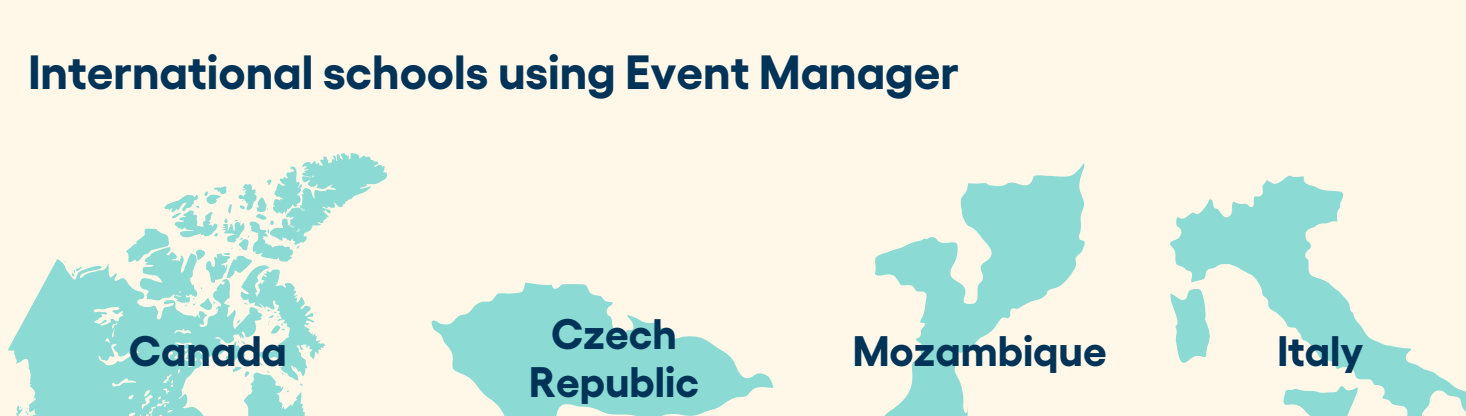 International schools using Event Manager
Canada
Czech
Republic
Mozambique
Italy